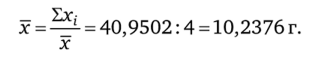 x̅ = Σxᵢ / x̅ = 40,9502 : 4 = 10,2376 г.